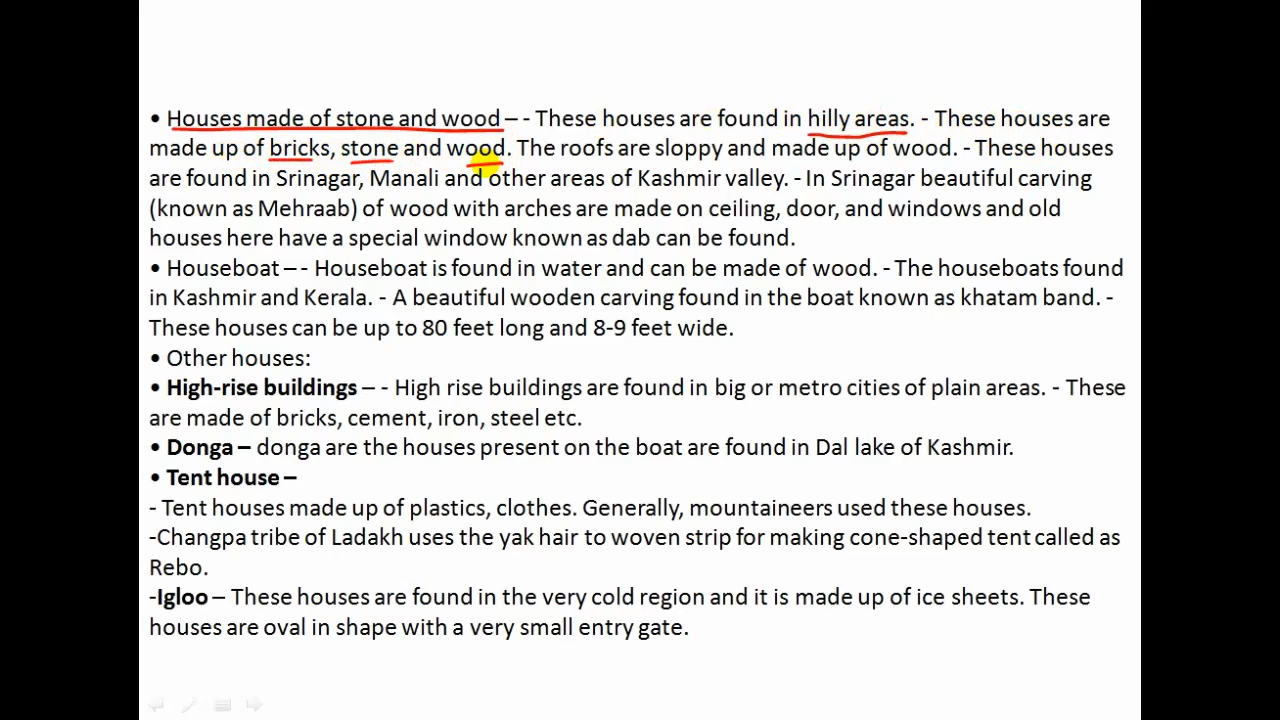 • Houses made of stone and wood – - These houses are found in hilly areas. - These houses are
made up of bricks, stone and wood. The roofs are sloppy and made up of wood. - These houses
are found in Srinagar, Manali and other areas of Kashmir valley. - In Srinagar beautiful carving
(known as Mehraab) of wood with arches are made on ceiling, door, and windows and old
houses here have a special window known as dab can be found.
• Houseboat – - Houseboat is found in water and can be made of wood. - The houseboats found
in Kashmir and Kerala. - A beautiful wooden carving found in the boat known as khatam band. -
These houses can be up to 80 feet long and 8-9 feet wide.
• Other houses:
• High-rise buildings – - High rise buildings are found in big or metro cities of plain areas. - These
are made of bricks, cement, iron, steel etc.
• Donga – donga are the houses present on the boat are found in Dal lake of Kashmir.
• Tent house –
- Tent houses made up of plastics, clothes. Generally, mountaineers used these houses.
-Changpa tribe of Ladakh uses the yak hair to woven strip for making cone-shaped tent called as
Rebo.
-Igloo – These houses are found in the very cold region and it is made up of ice sheets. These
houses are oval in shape with a very small entry gate.